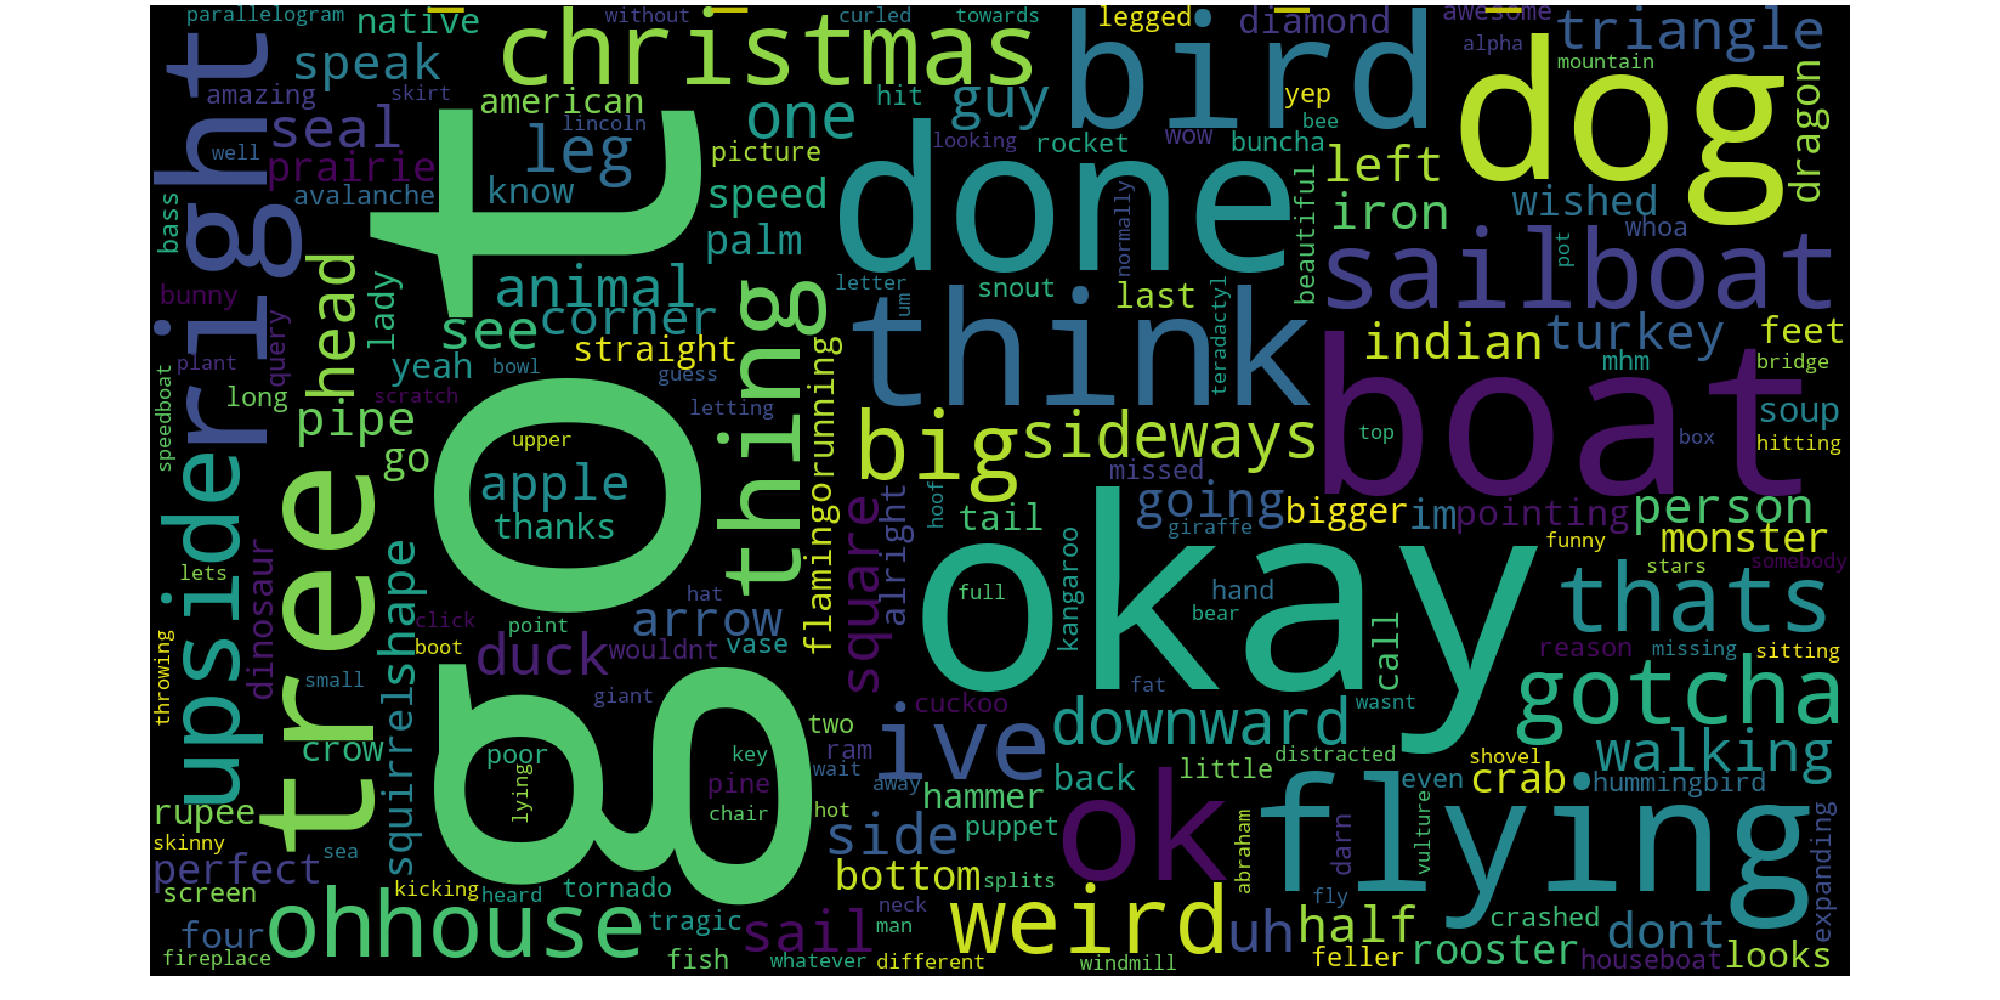 parallelogram
native
christmas
without
curled
towards
legged
diamond
awesome
triangle
speak
bird
alpha
mountain
amazing
skirt
american
one
hit
guy
yep
dog
dragon
right
seal
lincoln
got
picture
looking
rocket
wow
bee
buncha
left
well
prairie
leg
done
avalanche
know
speed
beautiful
iron
wished
whoa
bass
palm
normally
sailboat
pot
head
lady
animal
letter
um
snout
last
teradactyl
bunny
see
corner
thing
think
indian
turkey
feet
query
straight
flamingorunning
mhm
bridge
plant
yeah
bowl
guess
boat
speedboat
long
scratch
letting
big
sideways
soup
pipe
upper
top
box
hitting
upsider
tree
go
apple
missed
thanks
square
alright
hoof
tail
going
giraffe
bigger
im
pointing
person
dinosaur
squirrelshape
okay
kangaroo
funny
monster
lets
full
hand
bear
thats
stars
somebody
click
hat
arrow
throwing
boot
point
duck
wouldnt
vase
call
reason
missing
sitting
small
giant
cuckoo
fat
wasnt
gotcha
crow
poor
key
two
ram
ive
downward
distracted
shovel
walking
lying
pine
wait
away
back
little
even
crab
hummingbird
rupee
chair
hot
hammer
ok
flying
skinny
sea
side
puppet
abraham
darn
vulture
expanding
perfect
screen
kicking
heard
tornado
bottom
splits
fly
four
ohhouse
tragic
sail
neck
man
weird
uh
half
crashed
dont
fireplace
fish
whatever
different
windmill
feller
rooster
houseboat
looks